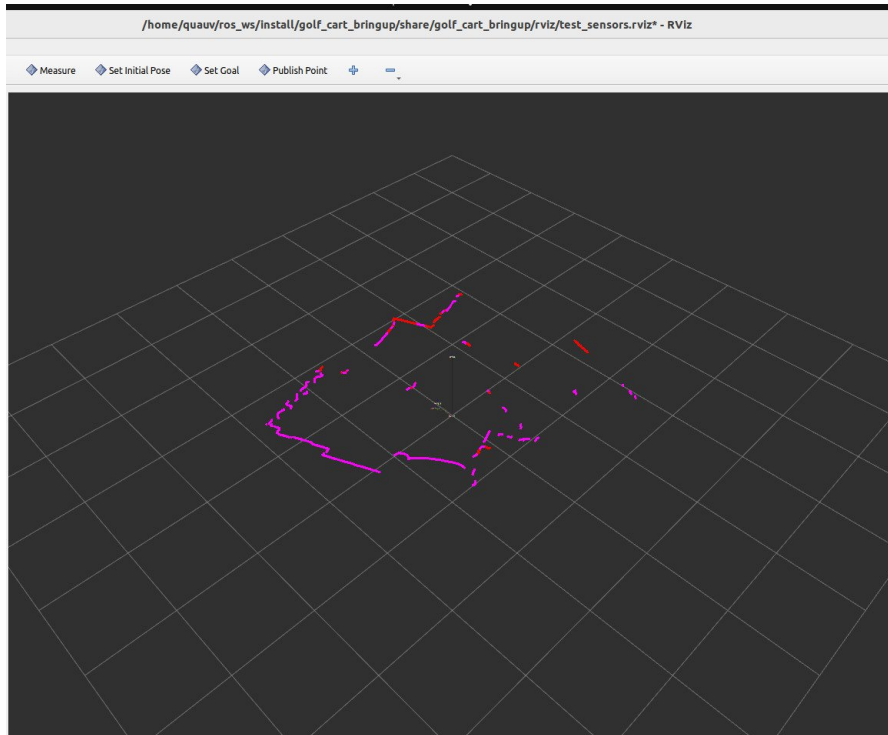 /home/quauv/ros_ws/install/golf_cart_bringup/share/golf_cart_bringup/rviz/test_sensors.rviz* - RViz
Measure Set Initial Pose Set Goal Publish Point